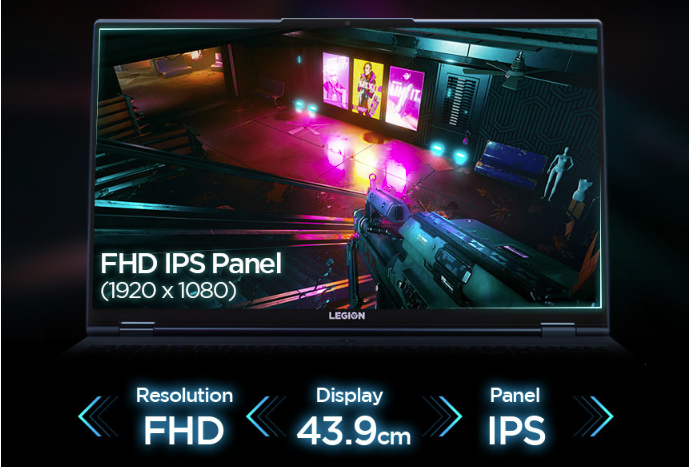 FHD IPS Panel
(1920 x 1080)
LEGION
Resolution Display Panel
FHD 43.9cm IPS